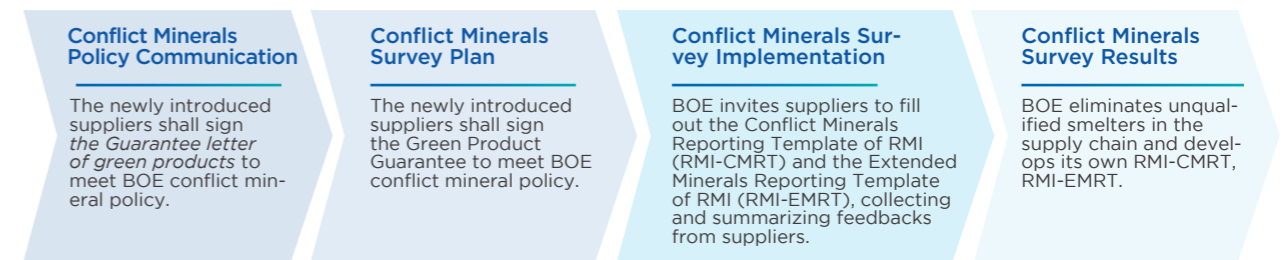 Conflict Minerals
Policy Communication
The newly introduced
suppliers shall sign
the Guarantee letter
of green products to
meet BOE conflict min-
eral policy.
Conflict Minerals
Survey Plan
The newly introduced
suppliers shall sign
the Green Product
Guarantee to meet BOE
conflict mineral policy.
Conflict Minerals Sur-
vey Implementation
BOE invites suppliers to fill
out the Conflict Minerals
Reporting Template of RMI
(RMI-CMRT) and the Extended
Minerals Reporting Template
of RMI (RMI-EMRT), collecting
and summarizing feedbacks
from suppliers.
Conflict Minerals
Survey Results
BOE eliminates unqual-
ified smelters in the
supply chain and devel-
ops its own RMI-CMRT,
RMI-EMRT.